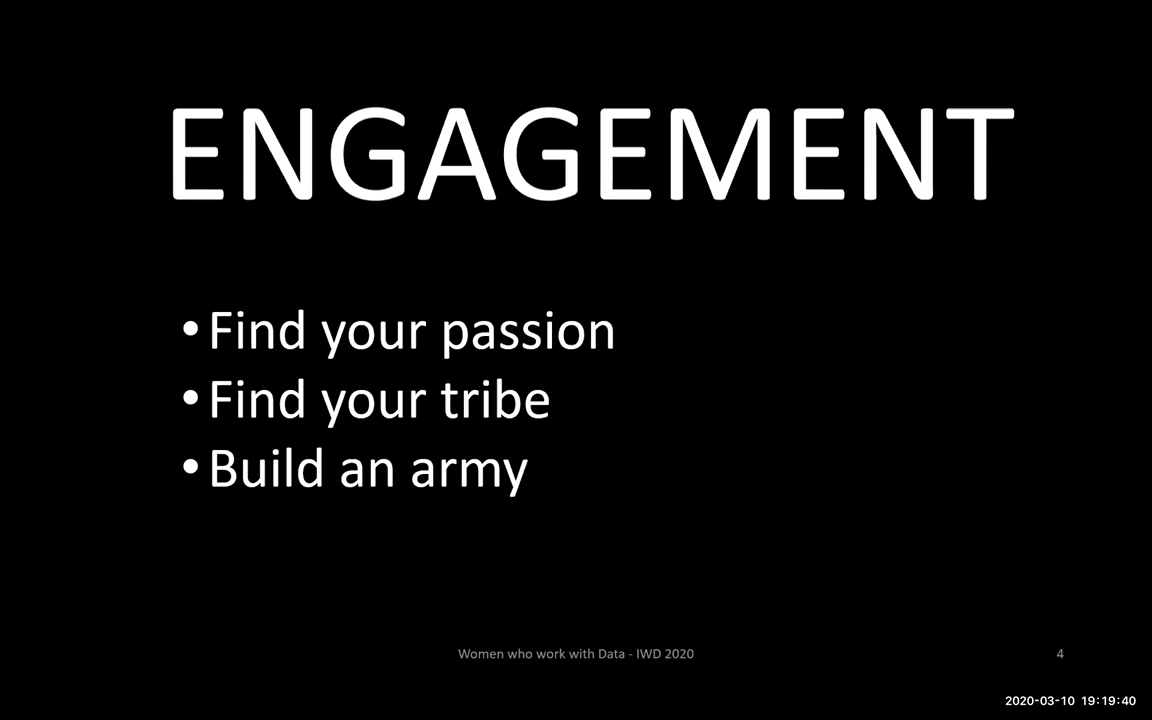 ENGAGEMENT
•Find your passion
•Find your tribe
•Build an army
Women who work with Data - IWD 2020
4
2020-03-10 19:19:40